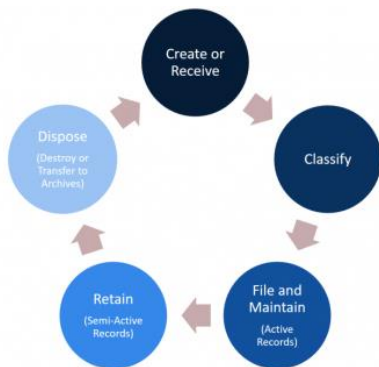 Create or
Receive
Classify
File and
Maintain
(Active
Records)
Retain
(Semi-Active
Records)
Dispose
(Destroy or
Transfer to
Archives)